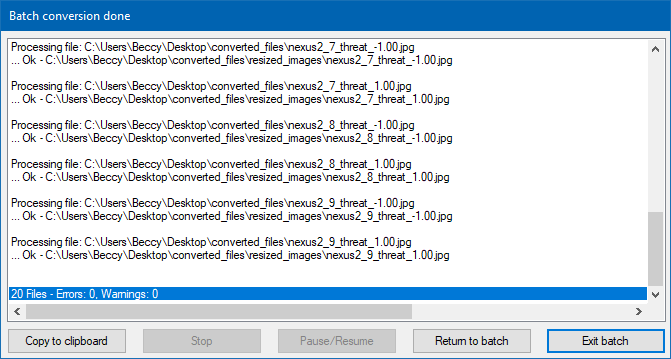 Batch conversion done
Processing file: C:\Users\Beccy\Desktop\converted_files\nexus2_7_threat_-1.00.jpg
... Ok - C:\Users\Beccy\Desktop\converted_files\resized_images\nexus2_7_threat_-1.00.jpg
Processing file: C:\Users\Beccy\Desktop\converted_files\nexus2_7_threat_1.00.jpg
... Ok - C:\Users\Beccy\Desktop\converted_files\resized_images\nexus2_7_threat_1.00.jpg
Processing file: C:\Users\Beccy\Desktop\converted_files\nexus2_8_threat_-1.00.jpg
... Ok - C:\Users\Beccy\Desktop\converted_files\resized_images\nexus2_8_threat_-1.00.jpg
Processing file: C:\Users\Beccy\Desktop\converted_files\nexus2_8_threat_1.00.jpg
... Ok - C:\Users\Beccy\Desktop\converted_files\resized_images\nexus2_8_threat_1.00.jpg
Processing file: C:\Users\Beccy\Desktop\converted_files\nexus2_9_threat_-1.00.jpg
... Ok - C:\Users\Beccy\Desktop\converted_files\resized_images\nexus2_9_threat_-1.00.jpg
Processing file: C:\Users\Beccy\Desktop\converted_files\nexus2_9_threat_1.00.jpg
... Ok - C:\Users\Beccy\Desktop\converted_files\resized_images\nexus2_9_threat_1.00.jpg
20 Files - Errors: 0, Warnings: 0
Copy to clipboard Stop Pause/Resume Return to batch Exit batch